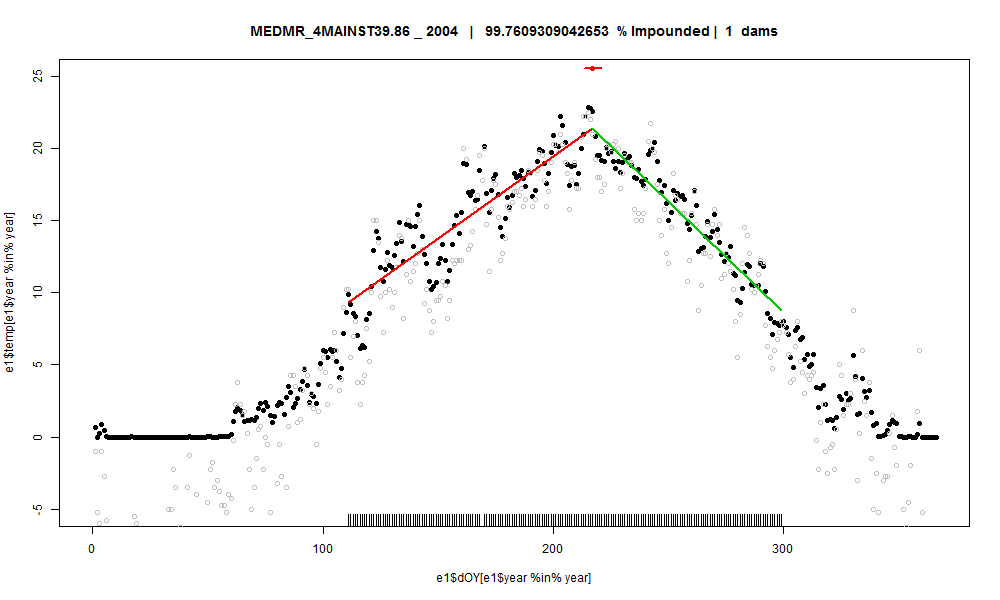 MEDMR_4MAINST39.86 _ 2004 | 99.7609309042653 % Impounded | 1 dams
25
20
15
10
5
0
-5
e1$temp[e1$year %in% year]
0 100 200 300
e1$dOY[e1$year %in% year]